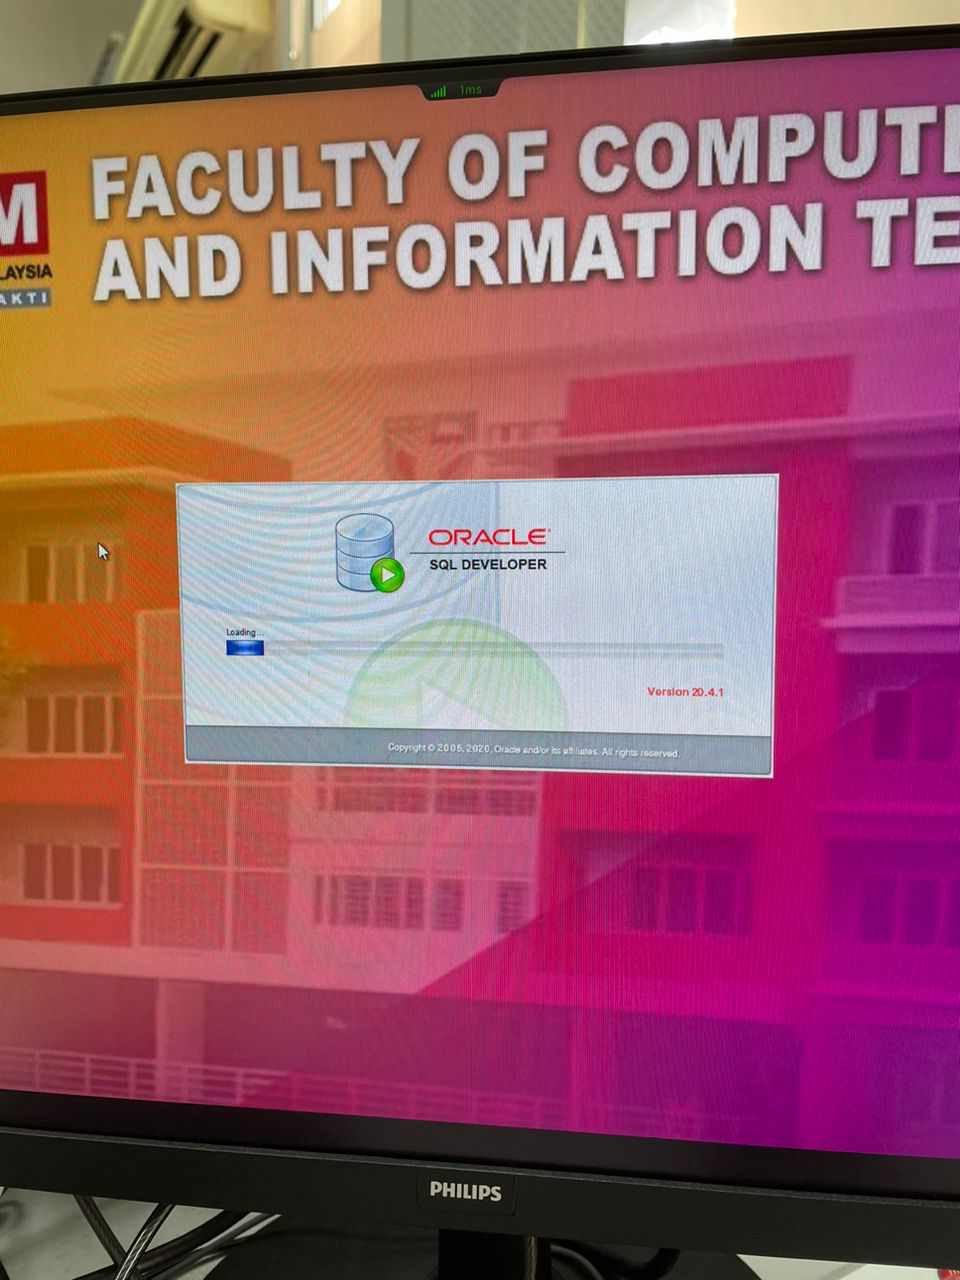 1ms
FACULTY OF COMPUTI
AND INFORMATION TE
M
LAYSIA
AKTI
ORACLE
SQL DEVELOPER
Loading...
Version 20.4.1
Copyright © 2005, 2020, Oracle and/or its affiliates. All rights reserved.
PHILIPS